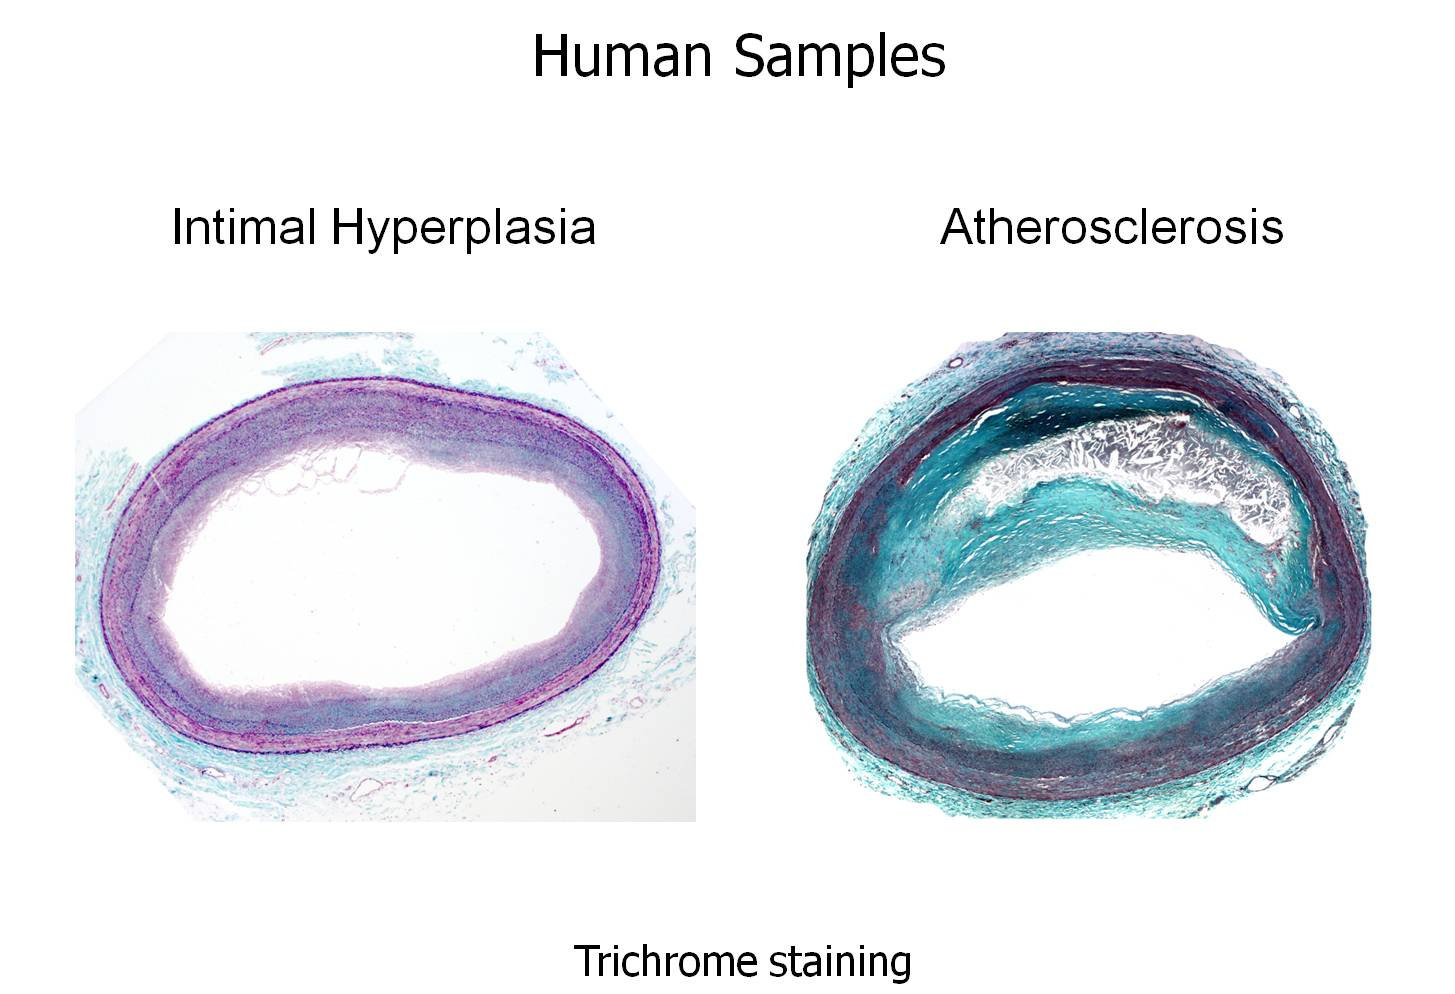 Human Samples
Intimal Hyperplasia
Atherosclerosis
Trichrome staining